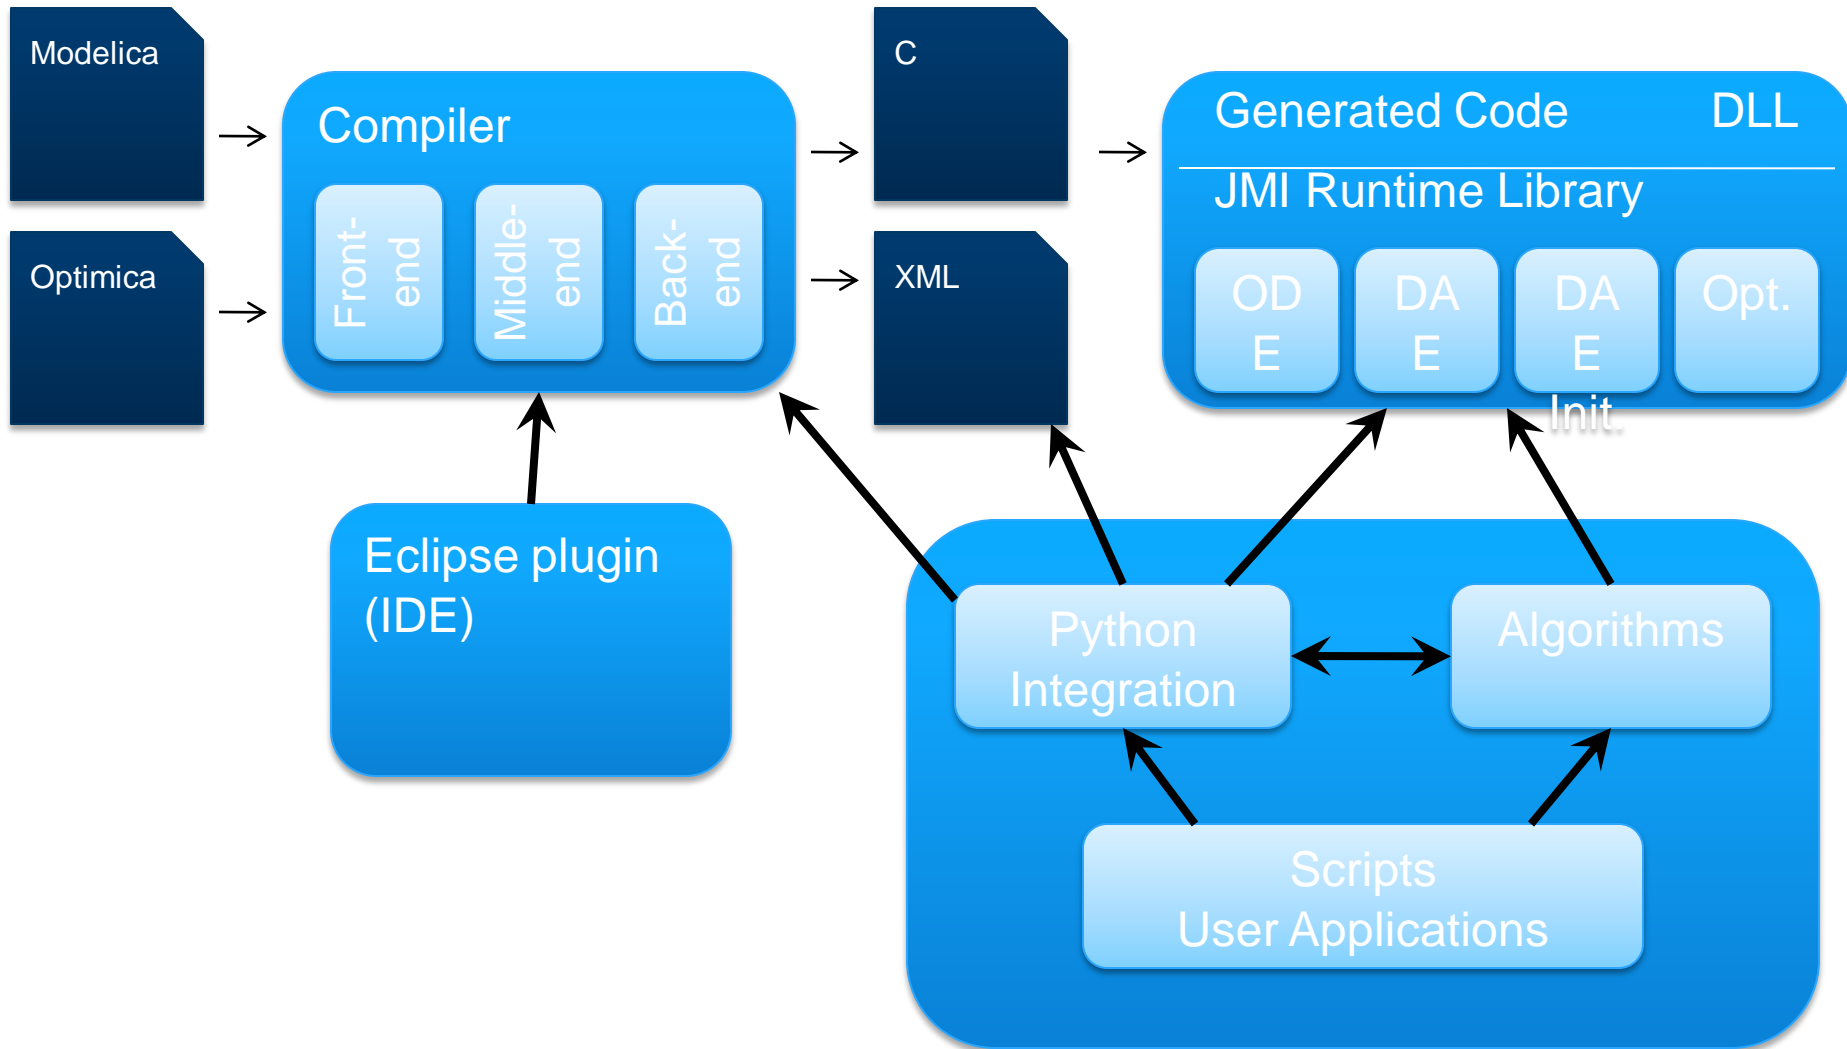 Modelica
Optimica
Compiler
Front-
end
Middle-
end
Back-
end
C
XML
Generated Code DLL
JMI Runtime Library
OD
E
DA
E
DA
E
Init.
Opt.
Eclipse plugin
(IDE)
Python
Integration
Algorithms
Scripts
User Applications